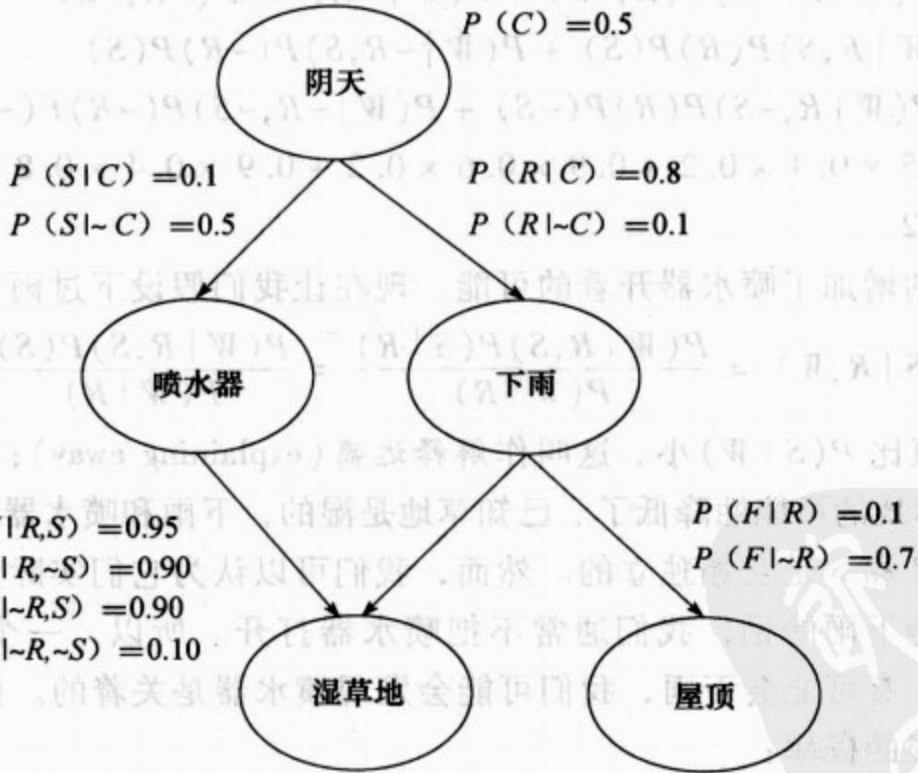 P（C）=0.5
阴天
P（S|C）=0.1
P（S|~C）=0.5
P（R|C）=0.8
P（R|~C）=0.1
喷水器
下雨
|R,S）=0.95
|R,~S）=0.90
|~R,S）=0.90
|~R,~S）=0.10
P（F|R）=0.1
P（F|~R）=0.7
湿草地
屋顶